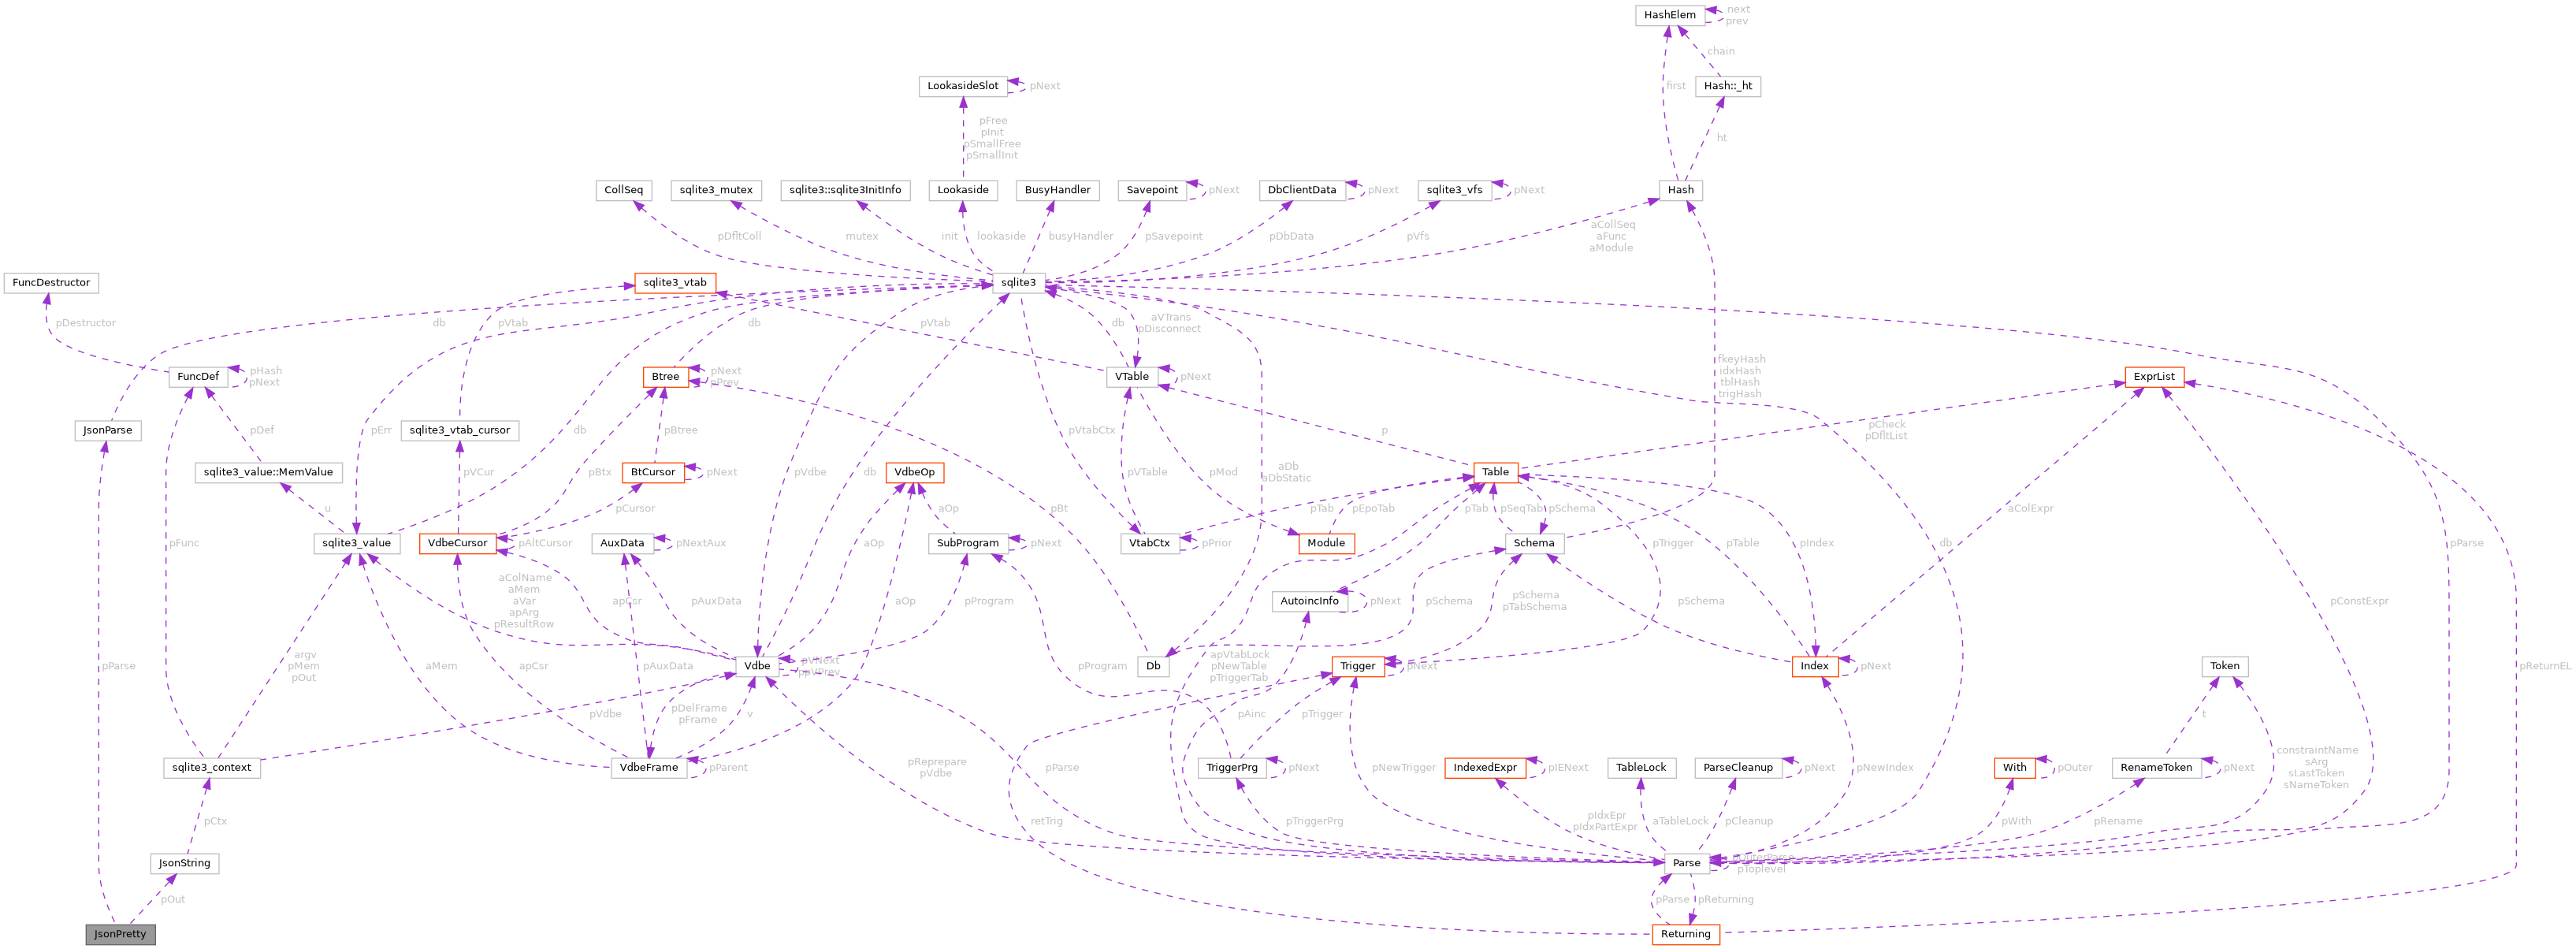 HashElem
next
prev
chain
LookasideSlot
pNext
first
Hash::_ht
pFree
pInit
pSmallFree
pSmallInit
ht
CollSeq
sqlite3_mutex
sqlite3::sqlite3InitInfo
Lookaside
BusyHandler
Savepoint
pNext
DbClientData
pNext
sqlite3_vfs
pNext
Hash
pDfltColl
mutex
init
lookaside
busyHandler
pSavepoint
pDbData
pVfs
aCollSeq
aFunc
aModule
FuncDestructor
sqlite3_vtab
sqlite3
pDestructor
db
pVtab
db
pVtab
db
aVTrans
pDisconnect
fkeyHash
idxHash
tblHash
trigHash
FuncDef
pHash
pNext
Btree
pNext
pPrev
VTable
pNext
ExprList
JsonParse
pDef
sqlite3_vtab_cursor
pErr
db
pBtree
pVtabCtx
p
pCheck
pDfltList
sqlite3_value::MemValue
pVCur
pBtx
BtCursor
pNext
pVdbe
db
VdbeOp
pVTable
pMod
aDb
aDbStatic
Table
u
pCursor
aOp
pBt
pTab
pEpoTab
pTab
pSeqTab
pSchema
aColExpr
pFunc
sqlite3_value
VdbeCursor
pAltCursor
AuxData
pNextAux
aOp
SubProgram
pNext
VtabCtx
pPrior
Module
Schema
pTrigger
pTable
pIndex
db
pParse
aColName
aMem
aVar
apArg
pResultRow
apCsr
pAuxData
aOp
pProgram
AutoincInfo
pNext
pSchema
pSchema
pTabSchema
pSchema
pConstExpr
pParse
argv
pMem
pOut
aMem
apCsr
pAuxData
Vdbe
pVNext
ppVPrev
pProgram
Db
apVtabLock
pNewTable
pTriggerTab
Trigger
pNext
Index
pNext
Token
pReturnEL
pVdbe
pDelFrame
pFrame
v
pAinc
pTrigger
t
sqlite3_context
VdbeFrame
pParent
pReprepare
pVdbe
pParse
TriggerPrg
pNext
pNewTrigger
IndexedExpr
pIENext
TableLock
ParseCleanup
pNext
pNewIndex
With
pOuter
RenameToken
pNext
constraintName
sArg
sLastToken
sNameToken
pCtx
retTrig
pTriggerPrg
pIdxEpr
pIdxPartExpr
aTableLock
pCleanup
pWith
pRename
JsonString
Parse
pOuterParse
pToplevel
pOut
pParse
pReturning
JsonPretty
Returning